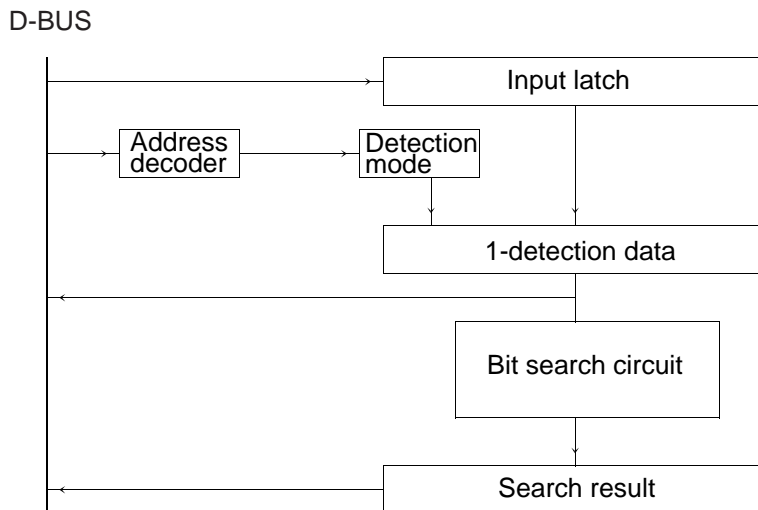 D-BUS
Input latch
Address
decoder
Detection
mode
1-detection data
Bit search circuit
Search result